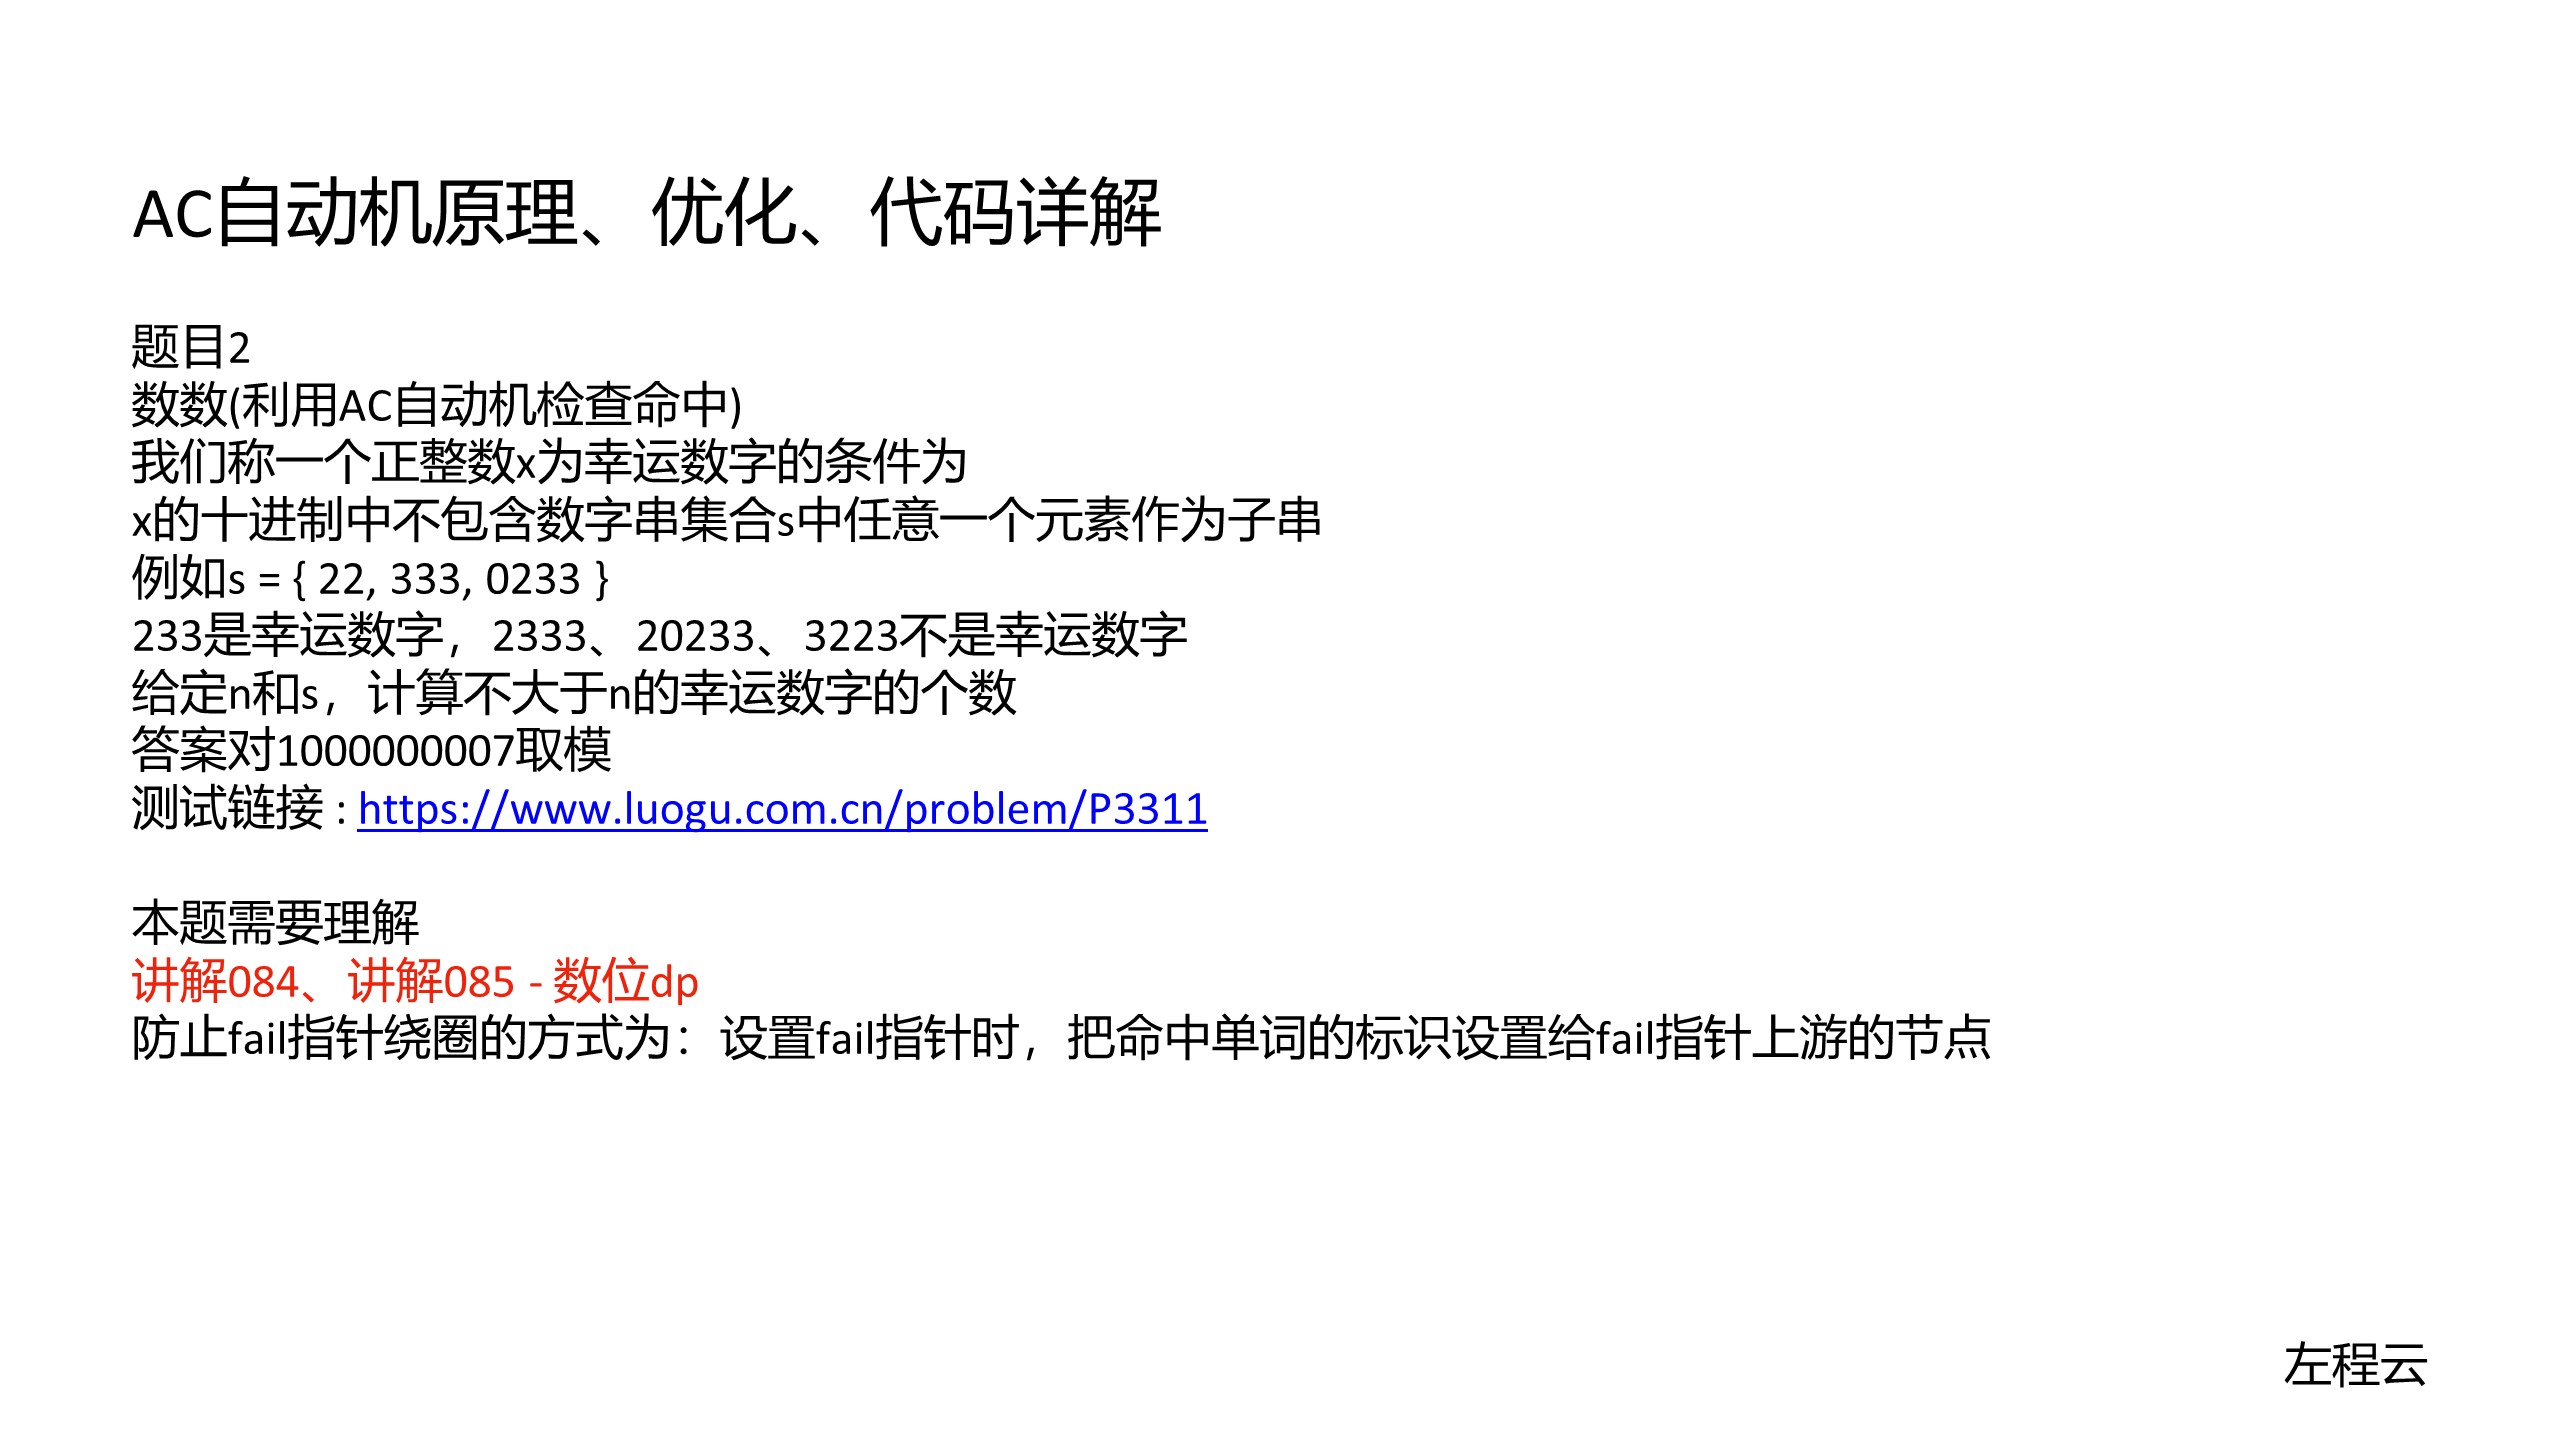 AC自动机原理、优化、代码详解
题目2
数数(利用AC自动机检查命中)
我们称一个正整数x为幸运数字的条件为
x的十进制中不包含数字串集合s中任意一个元素作为子串
例如s = { 22, 333, 0233 }
233是幸运数字，2333、20233、3223不是幸运数字
给定n和s，计算不大于n的幸运数字的个数
答案对1000000007取模
测试链接 : https://www.luogu.com.cn/problem/P3311
本题需要理解
讲解084、讲解085 - 数位dp
防止fail指针绕圈的方式为：设置fail指针时，把命中单词的标识设置给fail指针上游的节点
左程云